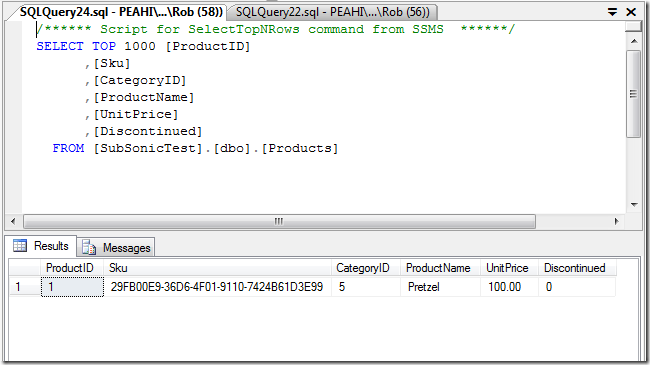 SQLQuery24.sql - PEAHI\...\Rob (58)) SQLQuery22.sql - PEAHI\...\Rob (56))
/****** Script for SelectTopNRows command from SSMS  ******/
SELECT TOP 1000 [ProductID]
      ,[Sku]
      ,[CategoryID]
      ,[ProductName]
      ,[UnitPrice]
      ,[Discontinued]
  FROM [SubSonicTest].[dbo].[Products]
Results Messages
ProductID Sku CategoryID ProductName UnitPrice Discontinued
1 1 29FB00E9-36D6-4F01-9110-7424B61D3E99 5 Pretzel 100.00 0